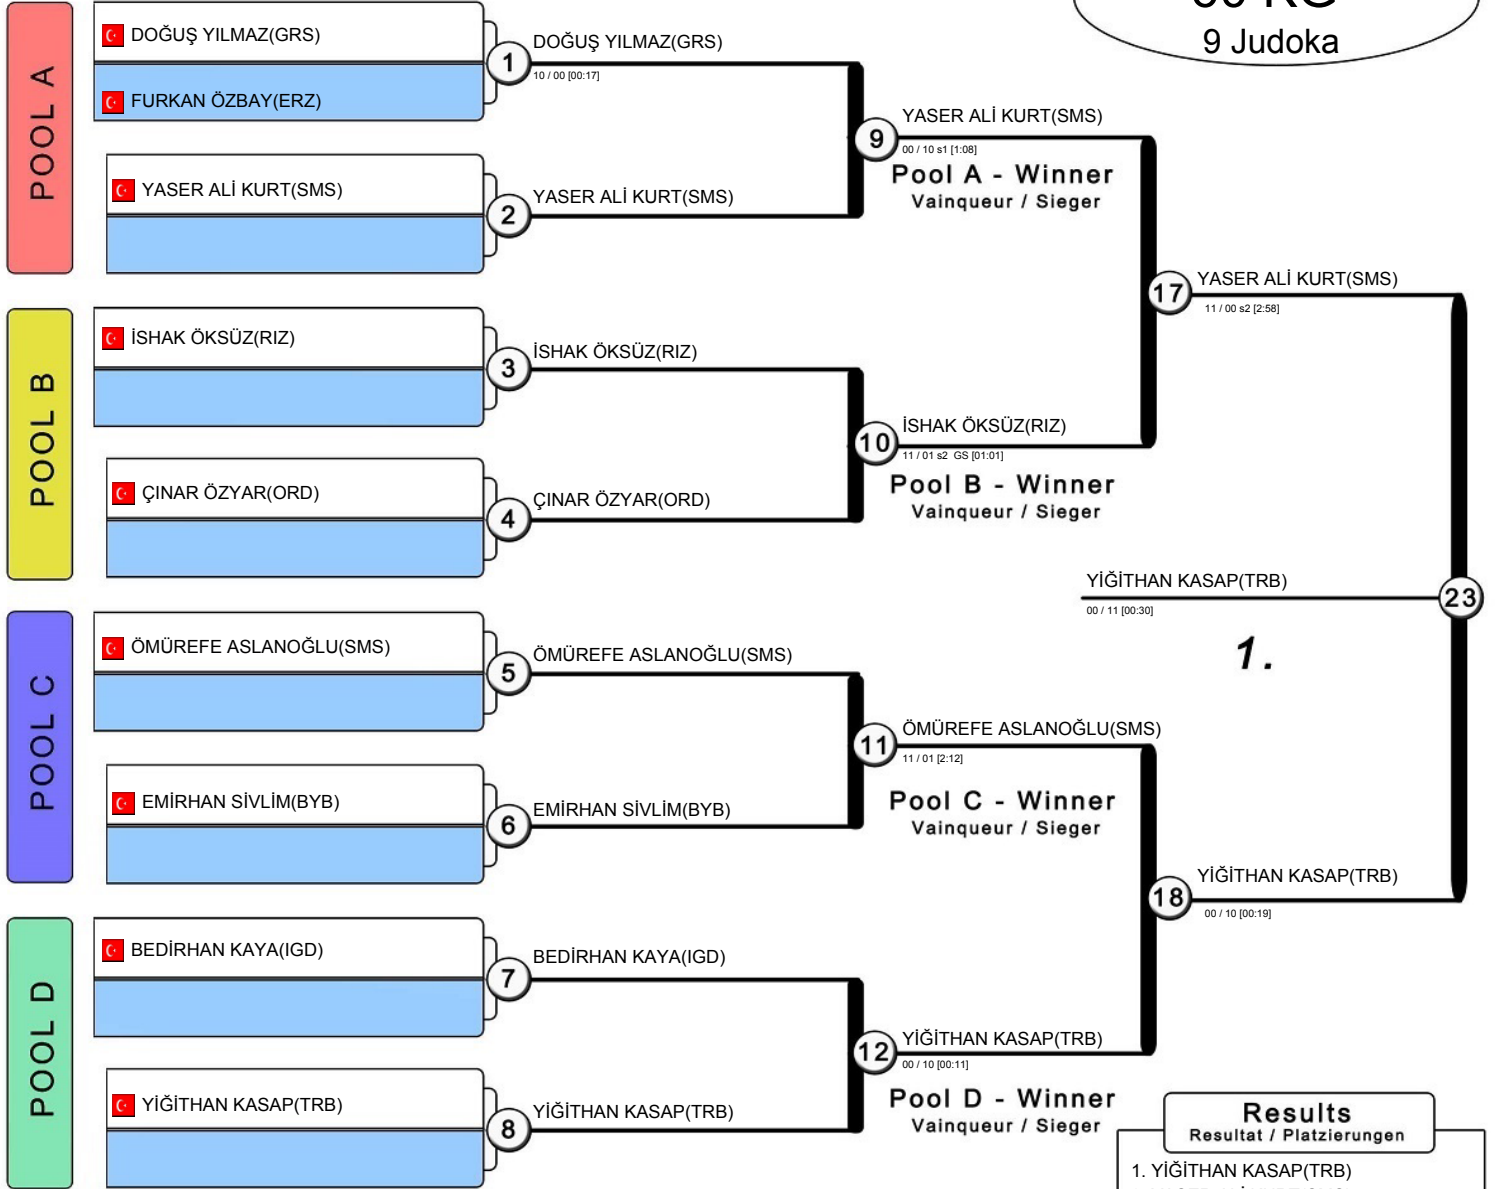 9 Judoka
POOL A
DOĞUŞ YILMAZ(GRS)
FURKAN ÖZBAY(ERZ)
1
DOĞUŞ YILMAZ(GRS)
10 / 00 [00:17]
YASER ALİ KURT(SMS)
2
YASER ALİ KURT(SMS)
9
YASER ALİ KURT(SMS)
00 / 10 s1 [1:08]
Pool A - Winner
Vainqueur / Sieger
POOL B
İSHAK ÖKSÜZ(RIZ)
3
İSHAK ÖKSÜZ(RIZ)
ÇINAR ÖZYAR(ORD)
4
ÇINAR ÖZYAR(ORD)
10
İSHAK ÖKSÜZ(RIZ)
11 / 01 s2 GS [01:01]
Pool B - Winner
Vainqueur / Sieger
17
YASER ALİ KURT(SMS)
11 / 00 s2 [2:58]
YİĞİTHAN KASAP(TRB)
00 / 11 [00:30]
23
1.
POOL C
ÖMÜREFE ASLANOĞLU(SMS)
5
ÖMÜREFE ASLANOĞLU(SMS)
EMİRHAN SİVLİM(BYB)
6
EMİRHAN SİVLİM(BYB)
11
ÖMÜREFE ASLANOĞLU(SMS)
11 / 01 [2:12]
Pool C - Winner
Vainqueur / Sieger
18
YİĞİTHAN KASAP(TRB)
00 / 10 [00:19]
POOL D
BEDİRHAN KAYA(IGD)
7
BEDİRHAN KAYA(IGD)
YİĞİTHAN KASAP(TRB)
8
YİĞİTHAN KASAP(TRB)
12
YİĞİTHAN KASAP(TRB)
00 / 10 [00:11]
Pool D - Winner
Vainqueur / Sieger
Results
Resultat / Platzierungen
1. YİĞİTHAN KASAP(TRB)